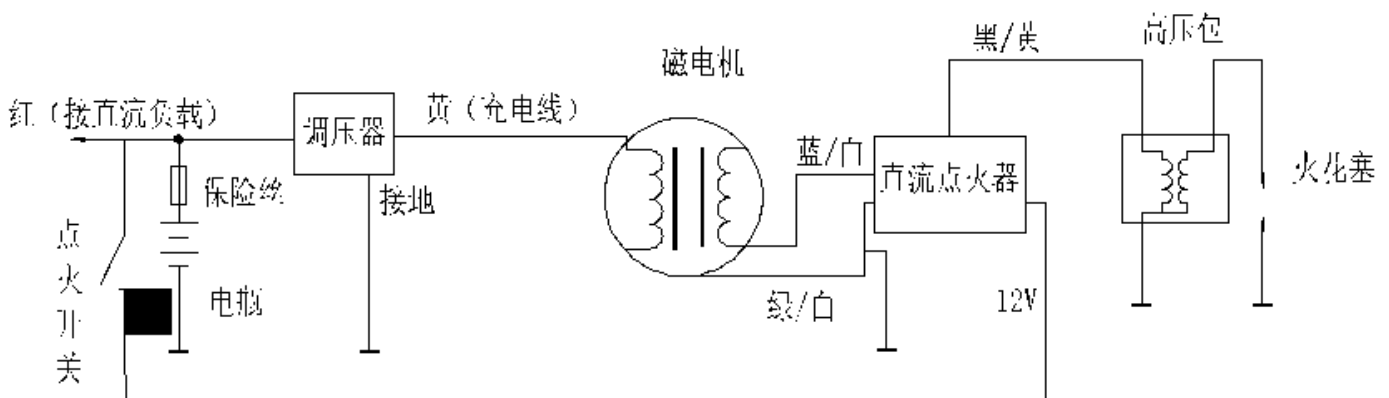 黑/黄
高压包
磁电机
红（接直流负载）
调压器
黄（充电线）
蓝/白
直流点火器
火花塞
保险丝
接地
点火开关
电瓶
绿/白
12V